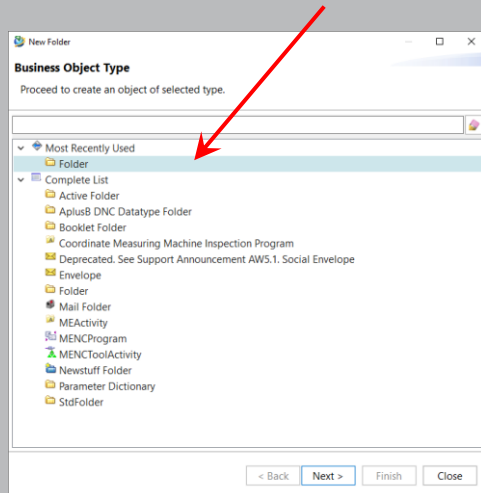 New Folder
Business Object Type
Proceed to create an object of selected type.
Most Recently Used
Folder
Complete List
Active Folder
AplusB DNC Datatype Folder
Booklet Folder
Coordinate Measuring Machine Inspection Program
Deprecated. See Support Announcement AW5.1. Social Envelope
Envelope
Folder
Mail Folder
MEActivity
MENCProgram
MENCToolActivity
Newstuff Folder
Parameter Dictionary
StdFolder
< Back Next > Finish Close